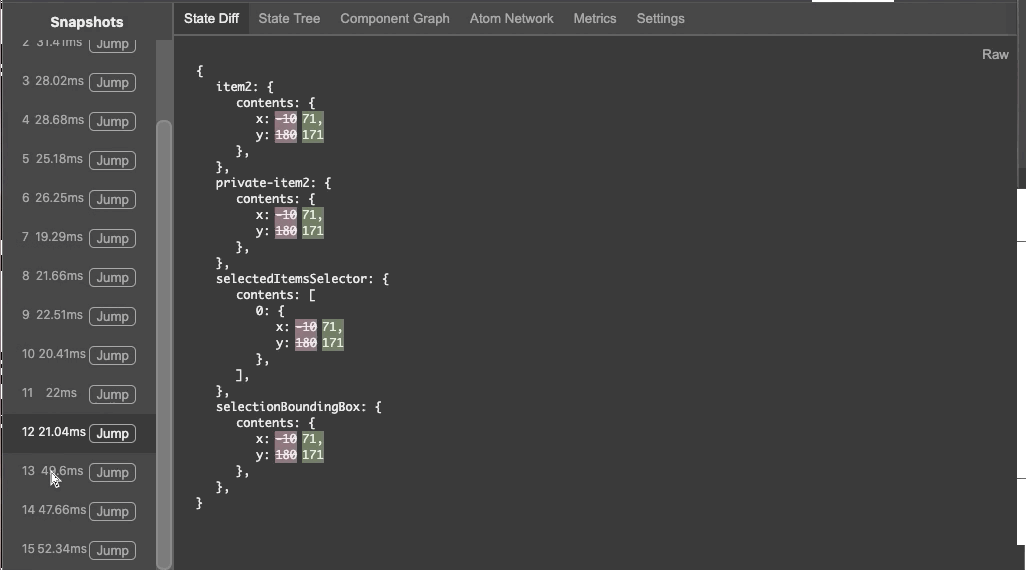 Snapshots
2 31.41ms Jump
3 28.02ms Jump
4 28.68ms Jump
5 25.18ms Jump
6 26.25ms Jump
7 19.29ms Jump
8 21.66ms Jump
9 22.51ms Jump
10 20.41ms Jump
11 22ms Jump
12 21.04ms Jump
13 49.6ms Jump
14 47.66ms Jump
15 52.34ms Jump
State Diff State Tree Component Graph Atom Network Metrics Settings
Raw
{
item2: {
contents: {
x: -10 71,
y: 180 171
},
},
private-item2: {
contents: {
x: -10 71,
y: 180 171
},
},
selectedItemsSelector: {
contents: [
0: {
x: -10 71,
y: 180 171
},
],
},
selectionBoundingBox: {
contents: {
x: -10 71,
y: 180 171
},
},
}